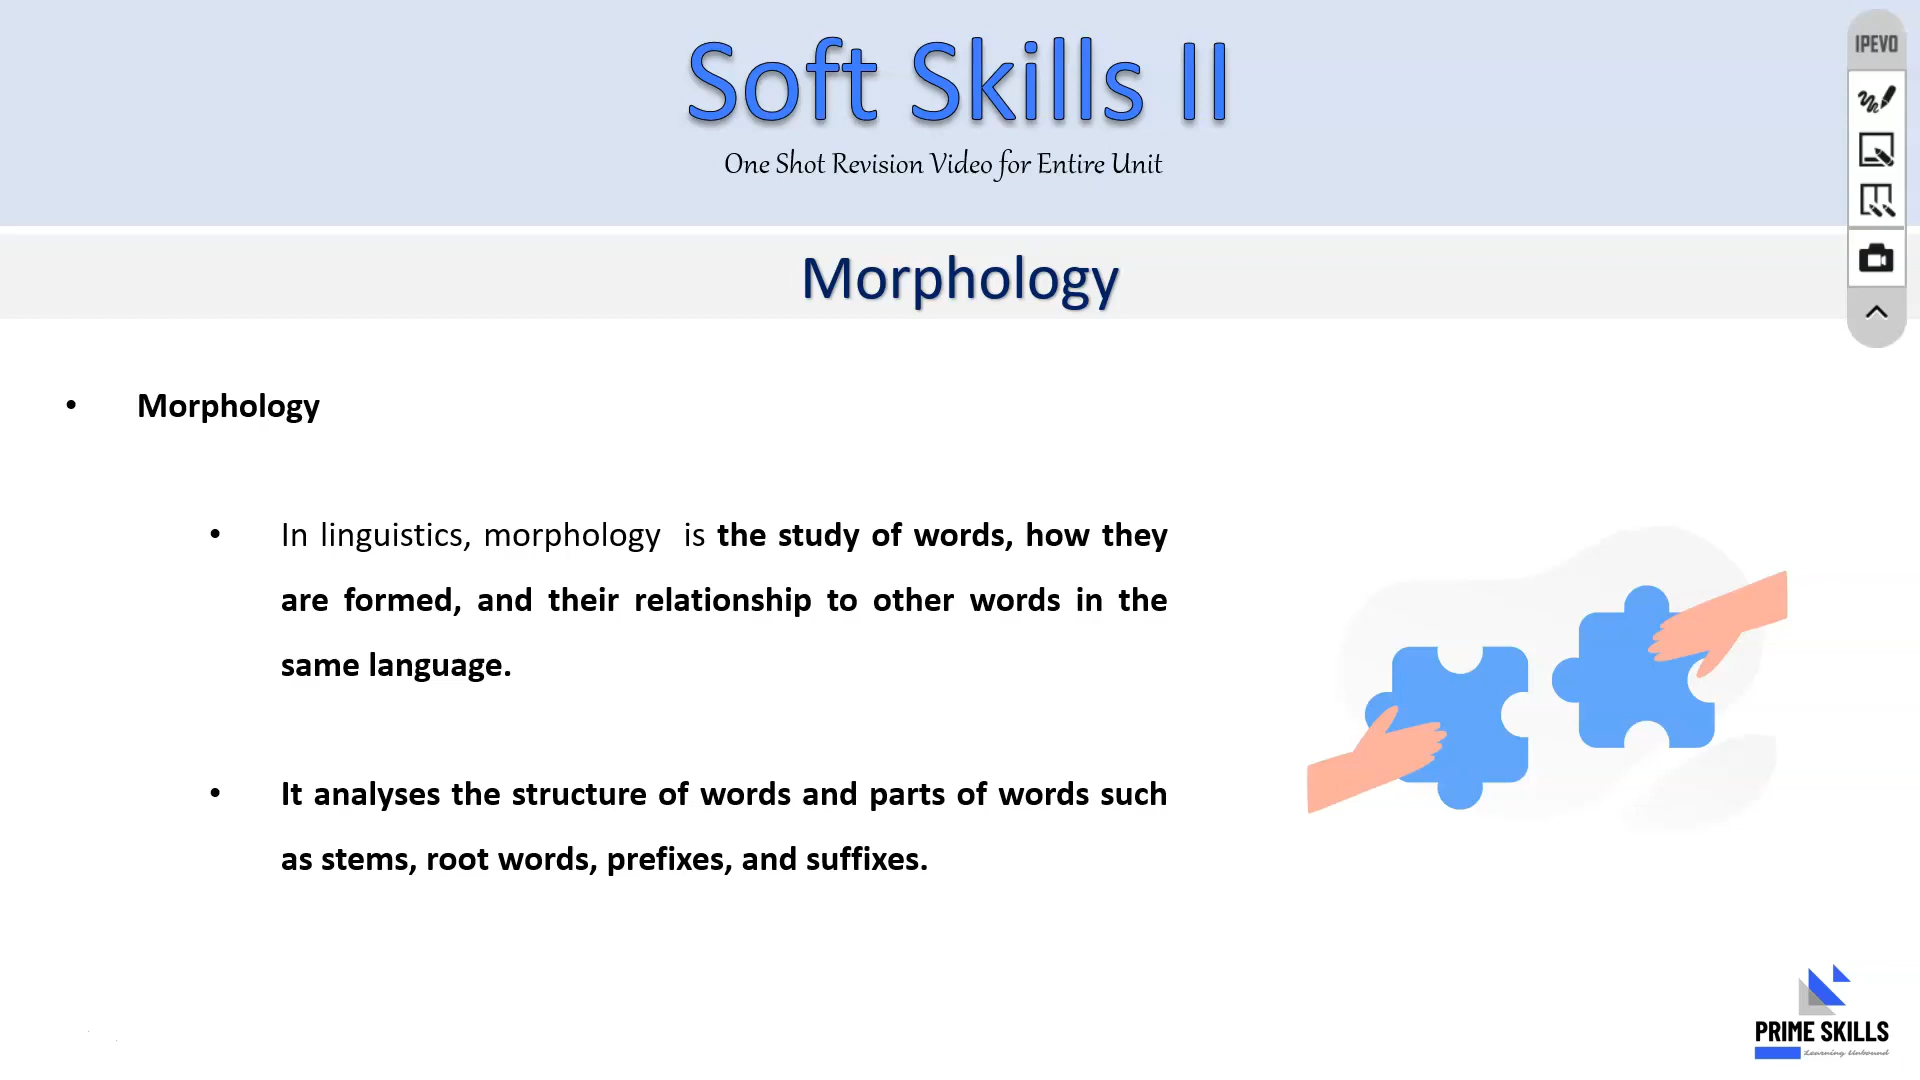 Soft Skills II
One Shot Revision Video for Entire Unit
IPEVO
Morphology
• Morphology
• In linguistics, morphology is the study of words, how they
are formed, and their relationship to other words in the
same language.
• It analyses the structure of words and parts of words such
as stems, root words, prefixes, and suffixes.
PRIME SKILLS
Learning Unbound